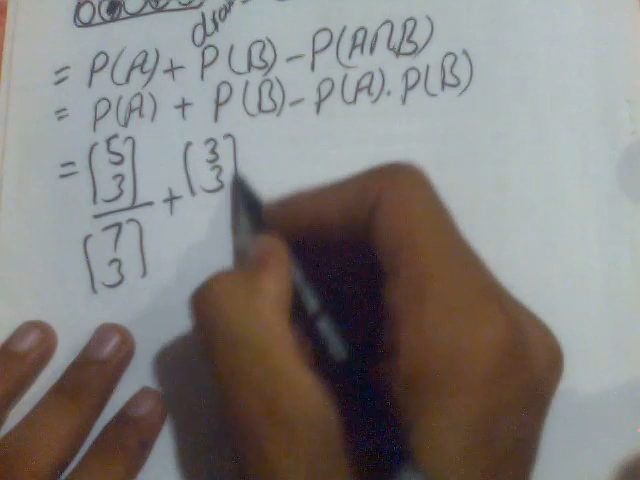 = P(A) + P(B) - P(A∩B)
= P(A) + P(B) - P(A). P(B)
= [5 3] + [3 3]
[7 3]